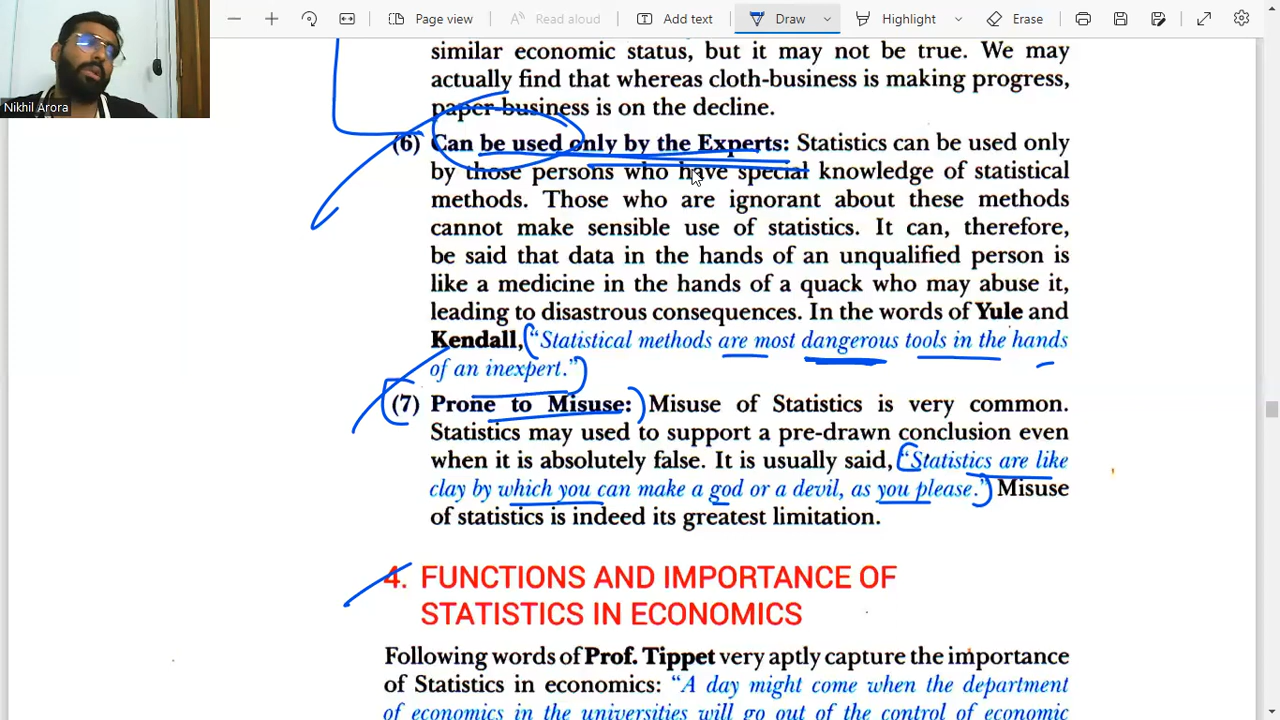 Page view
Read aloud
Add text
Draw
Highlight
Erase
Nikhil Arora
similar economic status, but it may not be true. We may
actually find that whereas cloth-business is making progress,
paper-business is on the decline.
(6) Can be used only by the Experts: Statistics can be used only
by those persons who have special knowledge of statistical
methods. Those who are ignorant about these methods
cannot make sensible use of statistics. It can, therefore,
be said that data in the hands of an unqualified person is
like a medicine in the hands of a quack who may abuse it,
leading to disastrous consequences. In the words of Yule and
Kendall, “Statistical methods are most dangerous tools in the hands
of an inexpert.”
(7) Prone to Misuse: Misuse of Statistics is very common.
Statistics may used to support a pre-drawn conclusion even
when it is absolutely false. It is usually said, “Statistics are like
clay by which you can make a god or a devil, as you please.” Misuse
of statistics is indeed its greatest limitation.
4. FUNCTIONS AND IMPORTANCE OF
STATISTICS IN ECONOMICS
Following words of Prof. Tippet very aptly capture the importance
of Statistics in economics: “A day might come when the department
of economics in the universities will go out of the control of economic